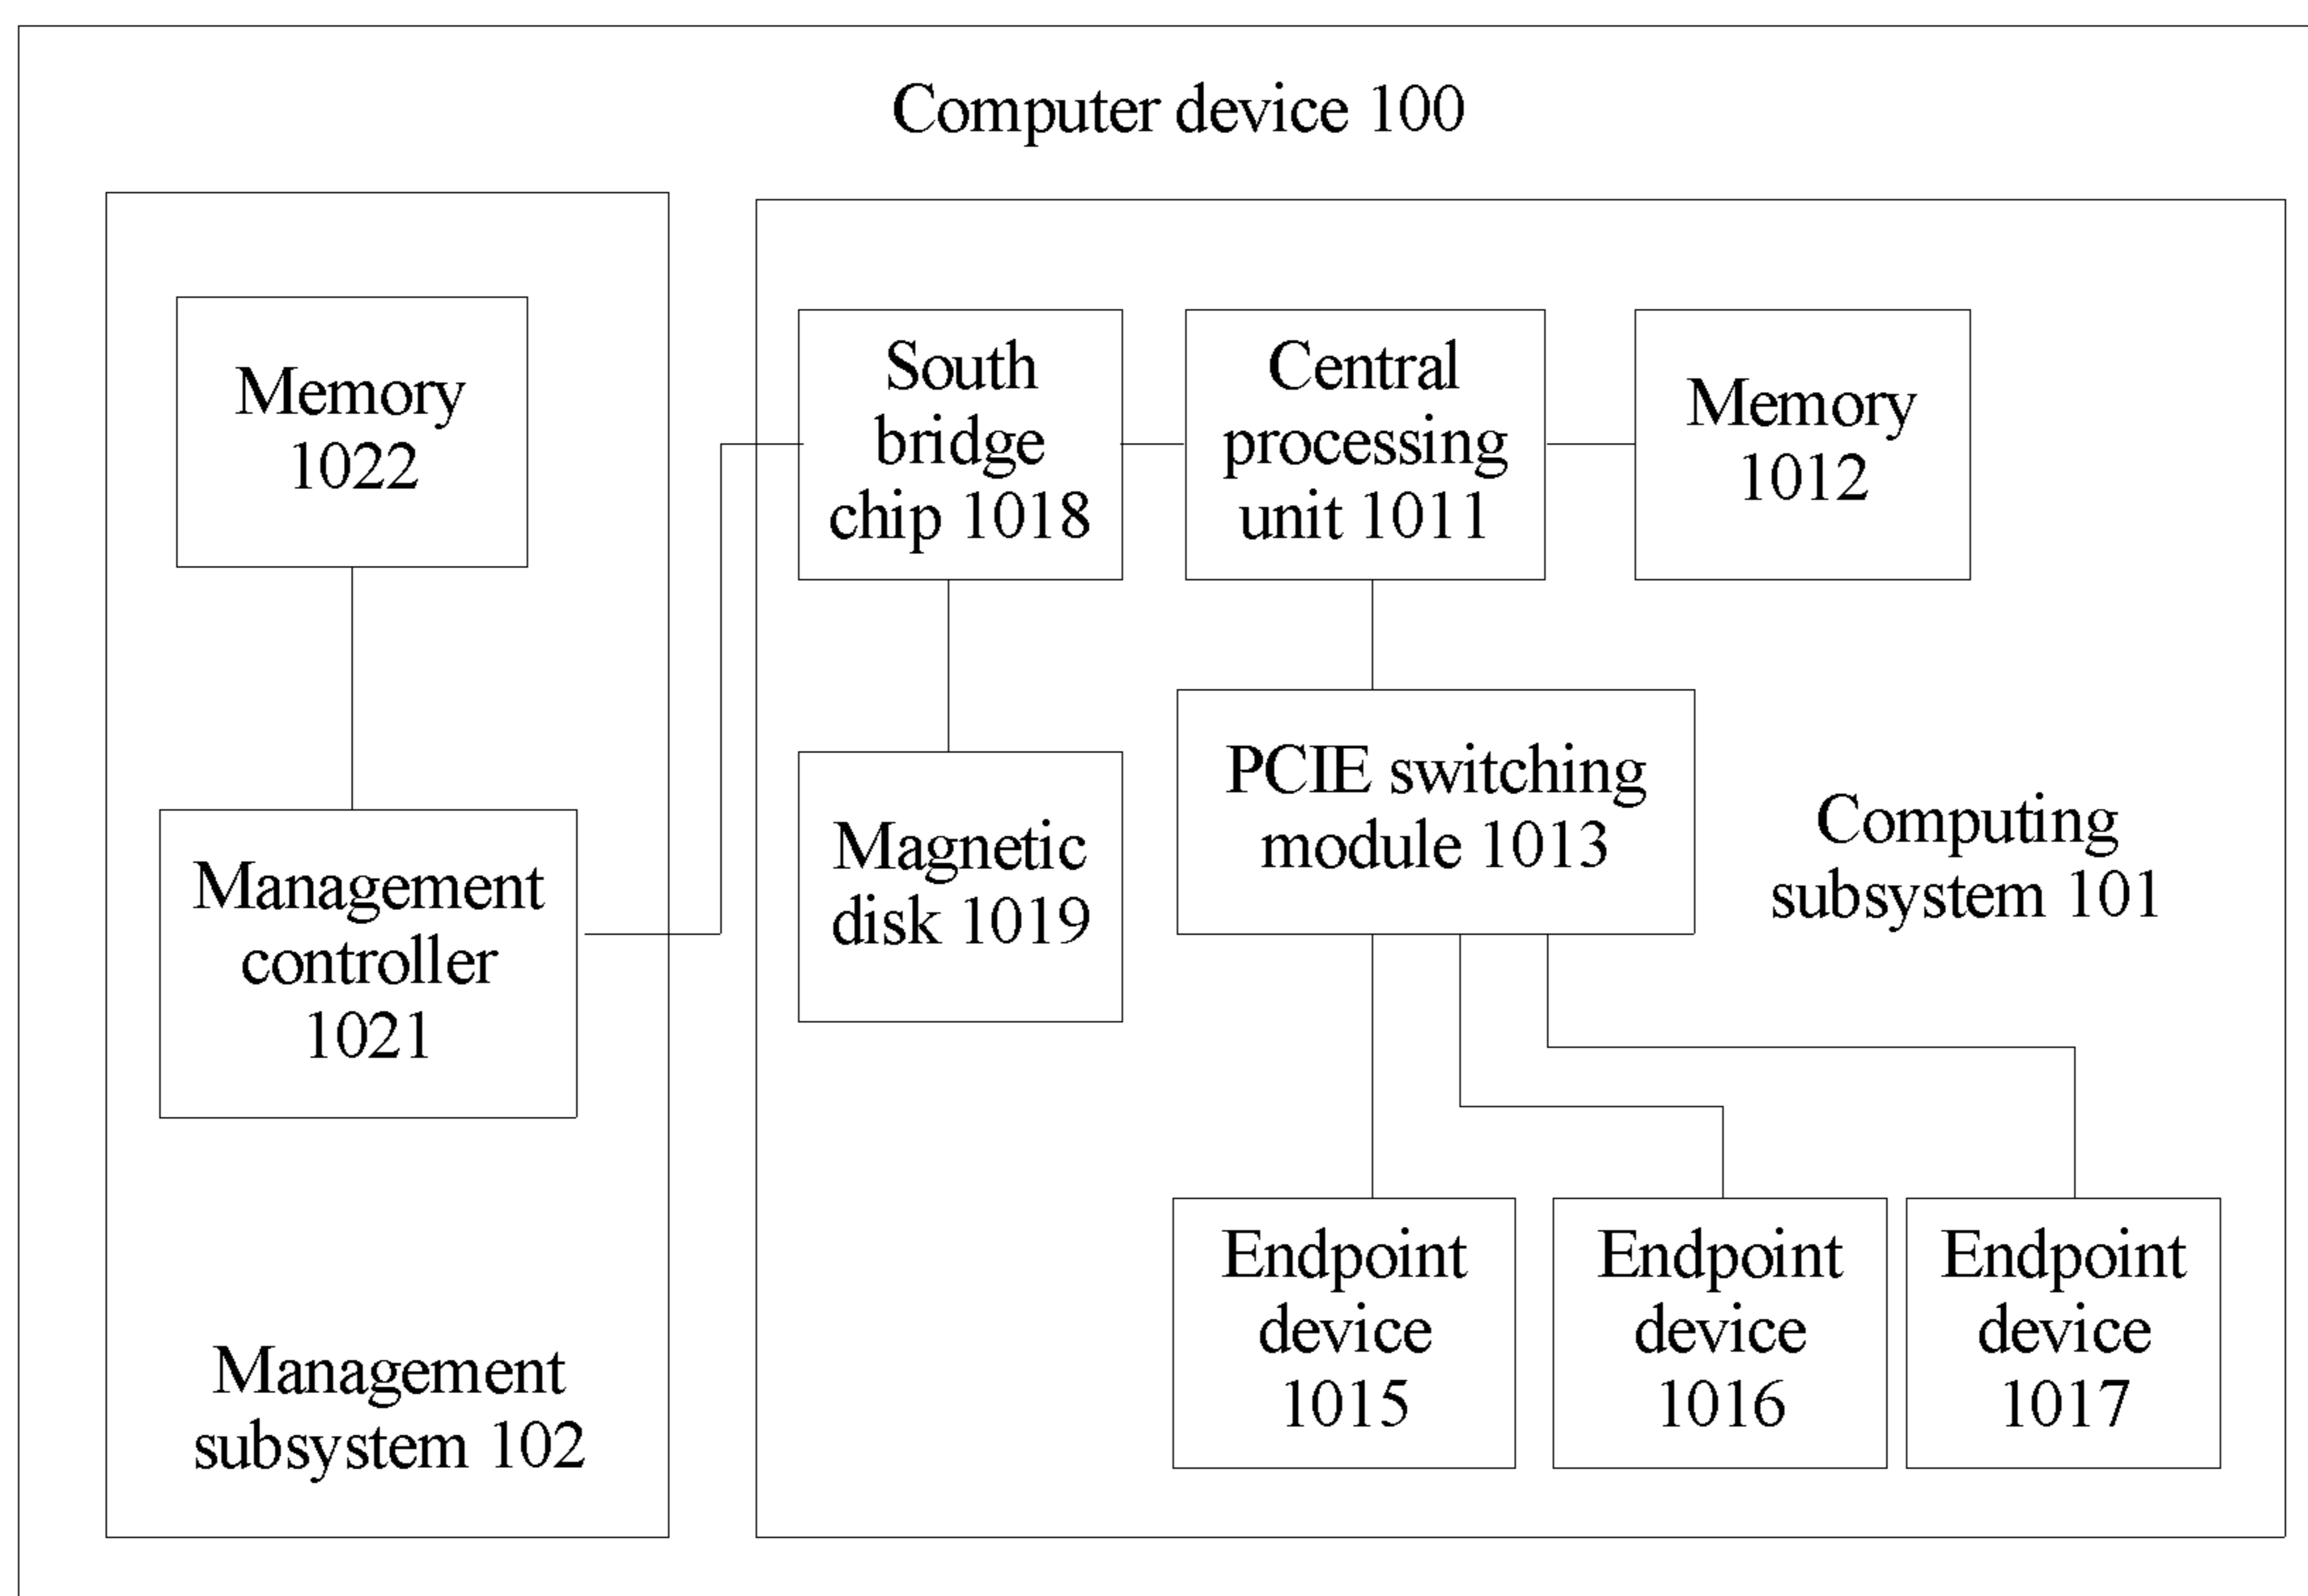 Computer device 100
Memory
1022
Management
controller
1021
Management
subsystem 102
South
bridge
chip 1018
Central
processing
unit 1011
Memory
1012
Magnetic
disk 1019
PCIE switching
module 1013
Computing
subsystem 101
Endpoint
device
1015
Endpoint
device
1016
Endpoint
device
1017